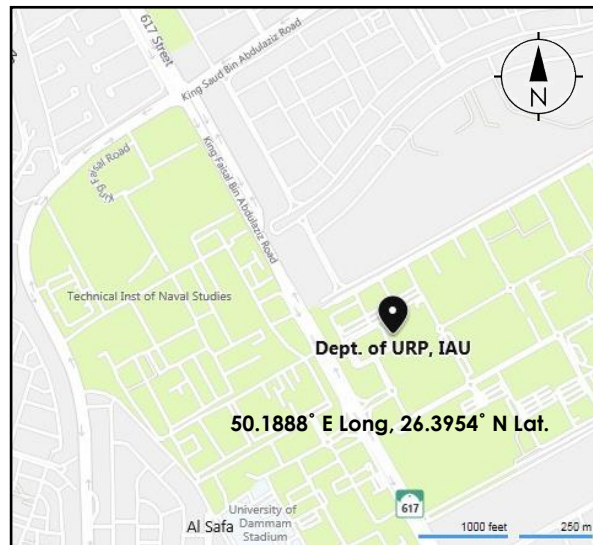 617 Street
King Saud Bin Abdulaziz Road
N
King Faisal Road
King Faisal Bin Abdulaziz Road
Technical Inst of Naval Studies
Dept. of URP, IAU
50.1888° E Long, 26.3954° N Lat.
617
University of
Dammam
Stadium
Al Safa
1000 feet
250 m